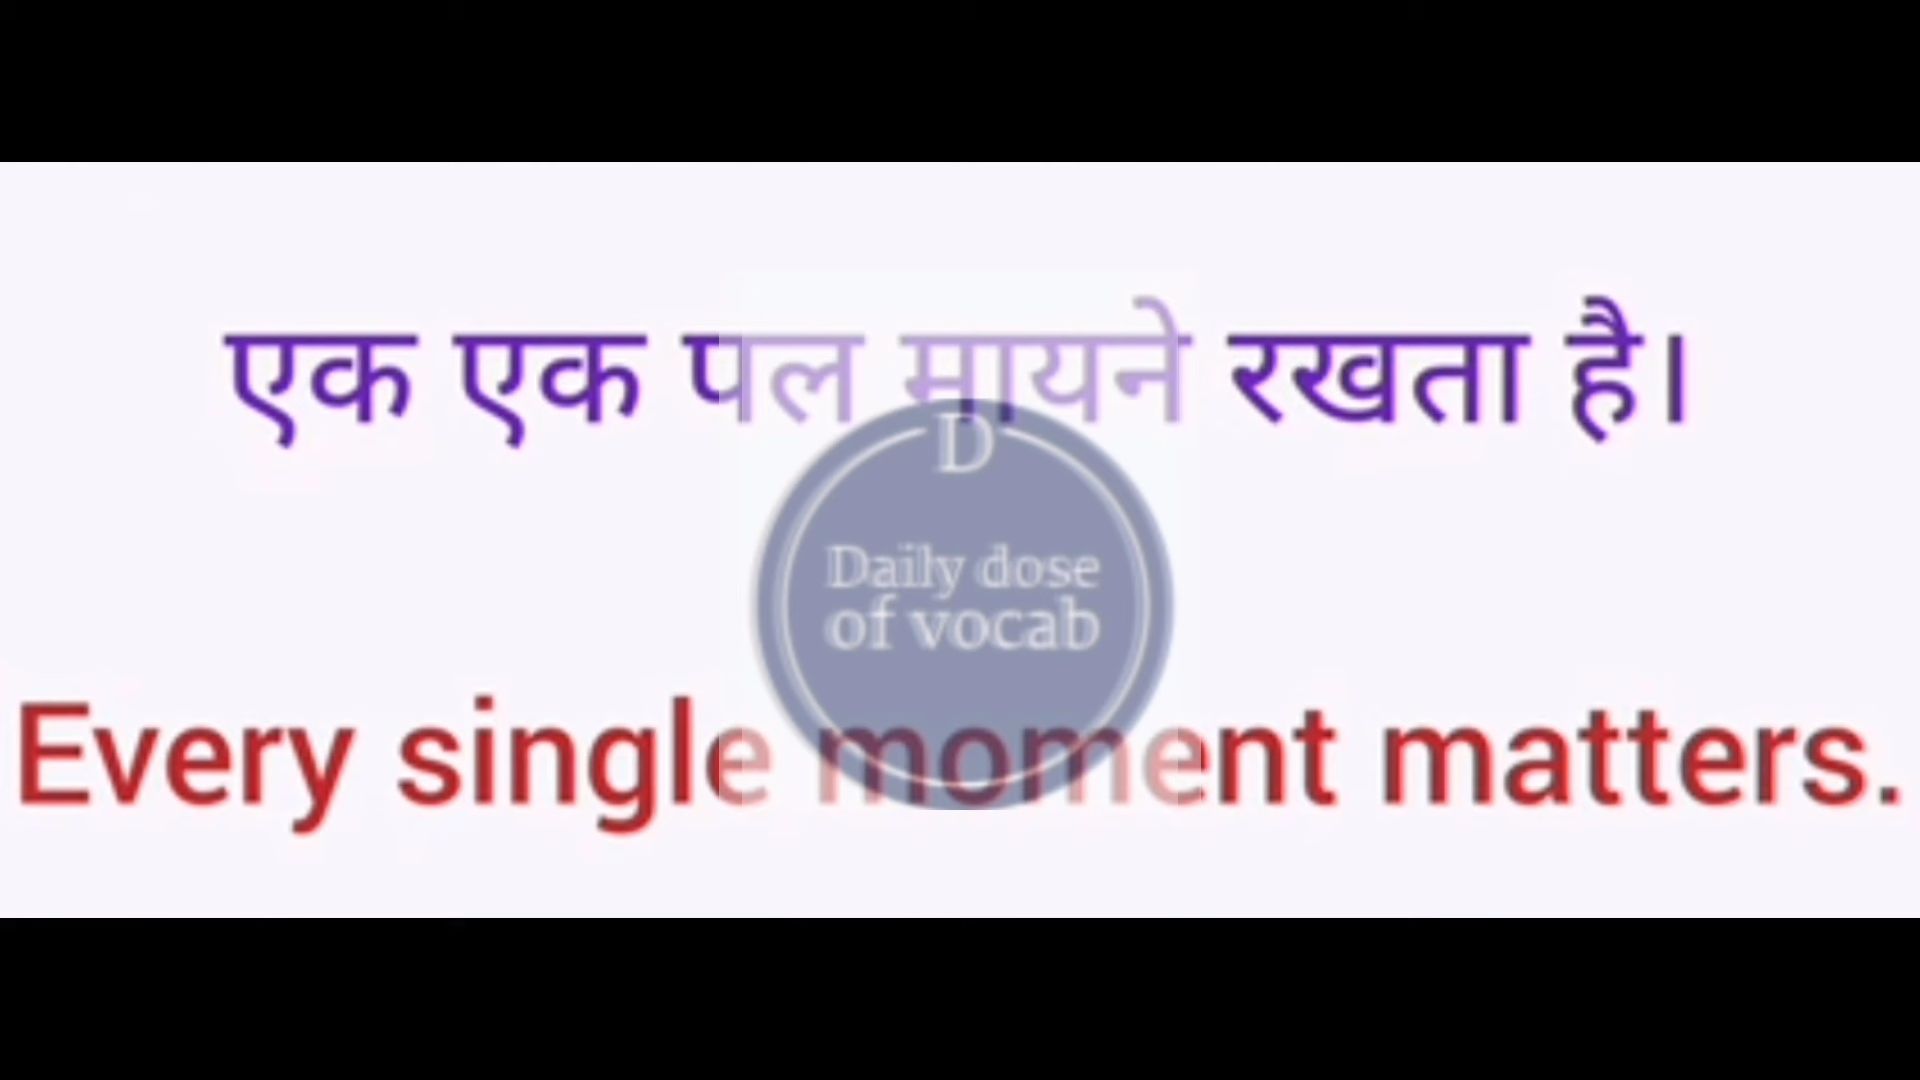 एक एक पल मायने रखता है।
D
Daily dose
of vocab
Every single moment matters.